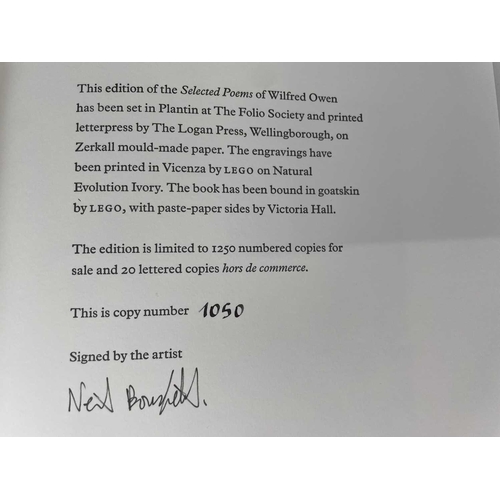 This edition of the Selected Poems of Wilfred Owen
has been set in Plantin at The Folio Society and printed
letterpress by The Logan Press, Wellingborough, on
Zerkall mould-made paper. The engravings have
been printed in Vicenza by LEGO on Natural
Evolution Ivory. The book has been bound in goatskin
by LEGO, with paste-paper sides by Victoria Hall.
The edition is limited to 1250 numbered copies for
sale and 20 lettered copies hors de commerce.
This is copy number 1050
Signed by the artist
Neil Bousfield.